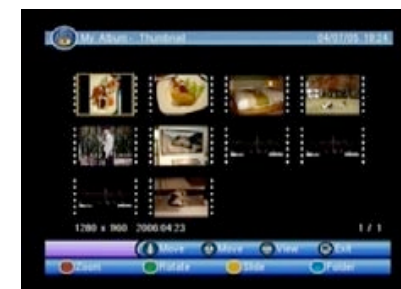 My Album - Thumbnail 04/07/05 18:24
1280 x 960 2006:04:23 1 / 1
Move Move View Exit
Zoom Rotate Slide Folder